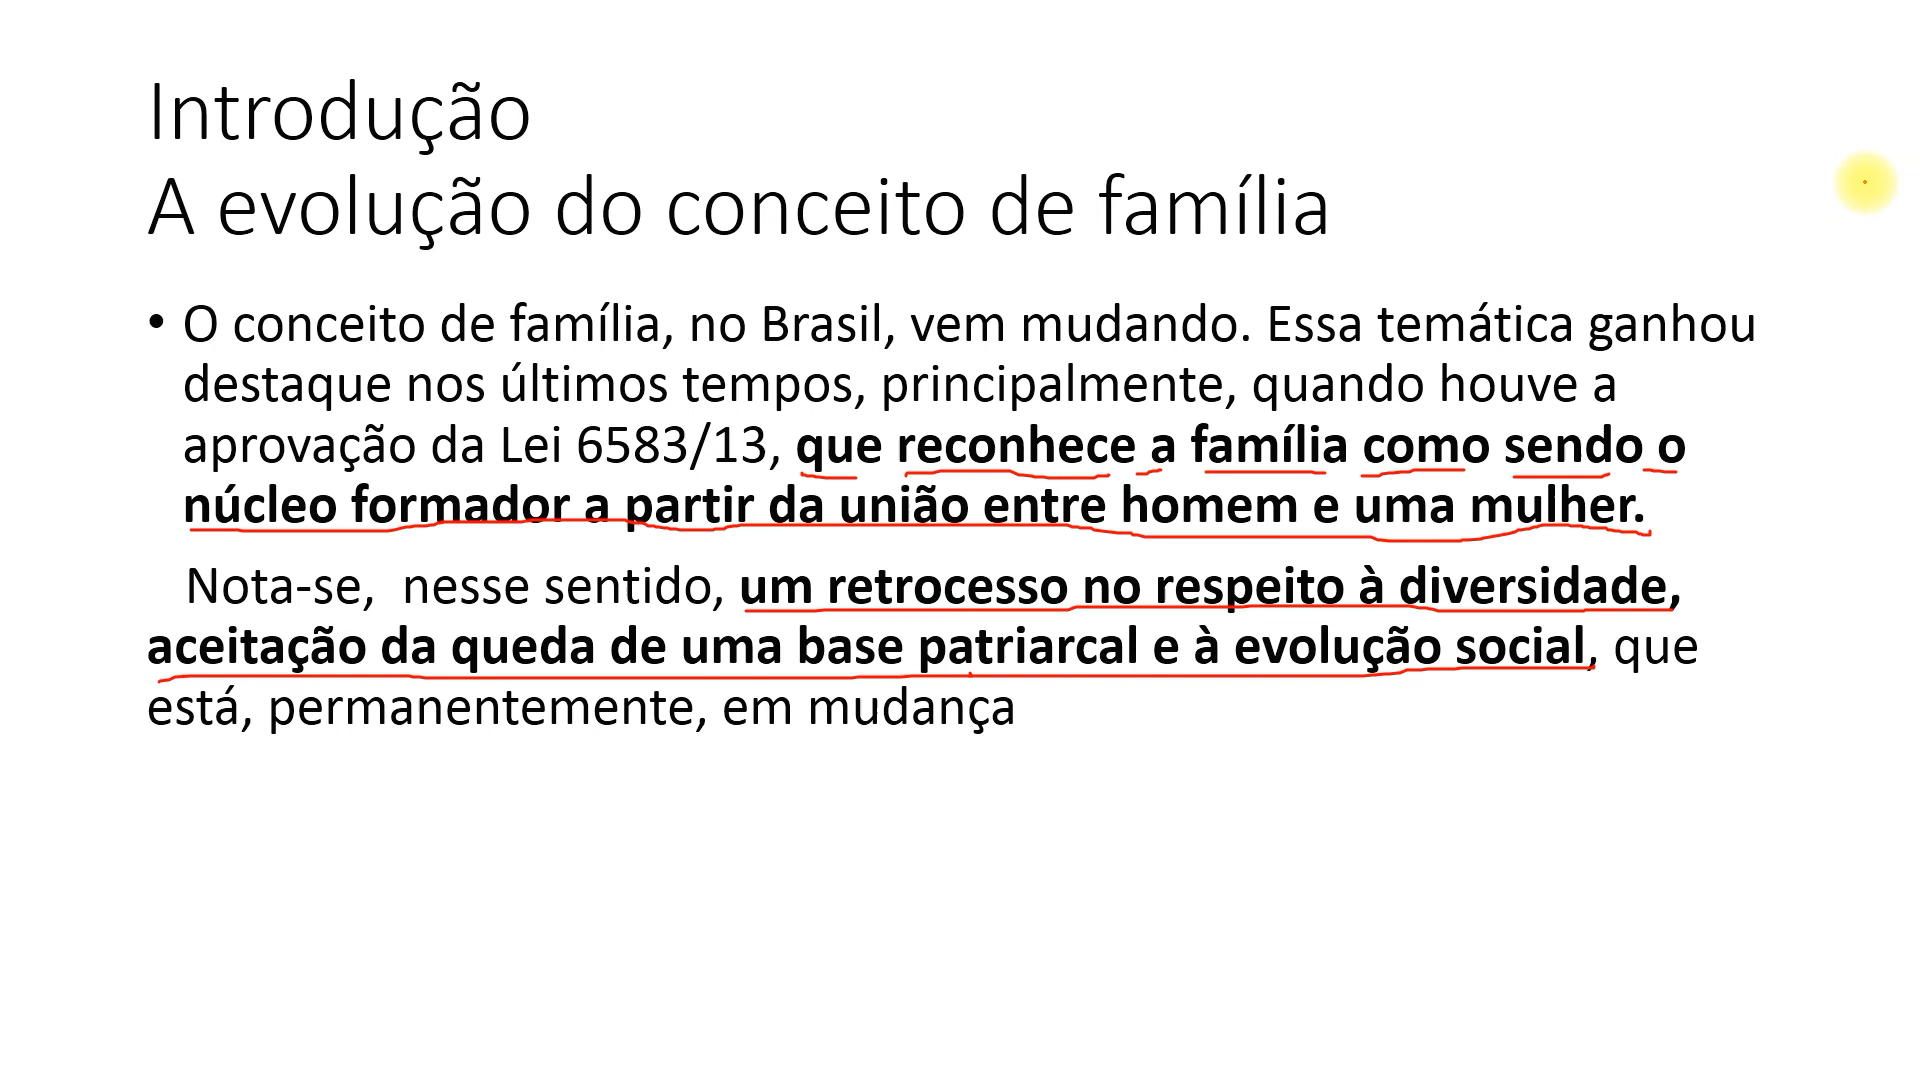 Introdução
A evolução do conceito de família
• O conceito de família, no Brasil, vem mudando. Essa temática ganhou
destaque nos últimos tempos, principalmente, quando houve a
aprovação da Lei 6583/13, que reconhece a família como sendo o
núcleo formador a partir da união entre homem e uma mulher.
Nota-se, nesse sentido, um retrocesso no respeito à diversidade,
aceitação da queda de uma base patriarcal e à evolução social, que
está, permanentemente, em mudança